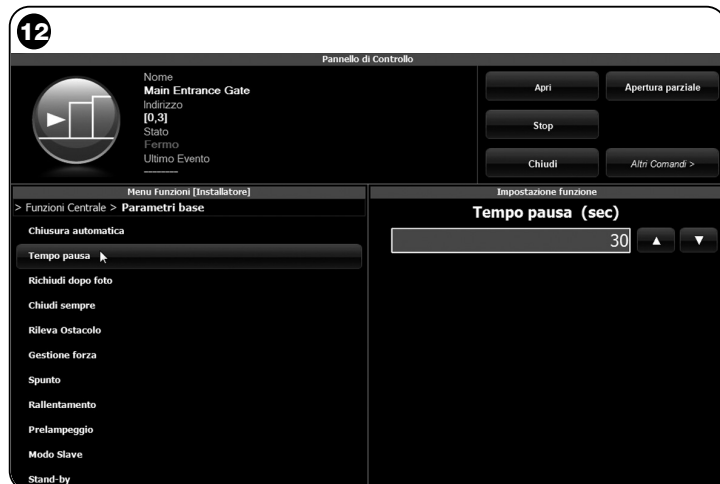 12
Pannello di Controllo
Nome
Main Entrance Gate
Indirizzo
[0,3]
Stato
Fermo
Ultimo Evento
--------
Apri
Apertura parziale
Stop
Chiudi
Altri Comandi >
Menu Funzioni [Installatore]
> Funzioni Centrale > Parametri base
Chiusura automatica
Tempo pausa
Richiudi dopo foto
Chiudi sempre
Rileva Ostacolo
Gestione forza
Spunto
Rallentamento
Prelampeggio
Modo Slave
Stand-by
Impostazione funzione
Tempo pausa (sec)
30